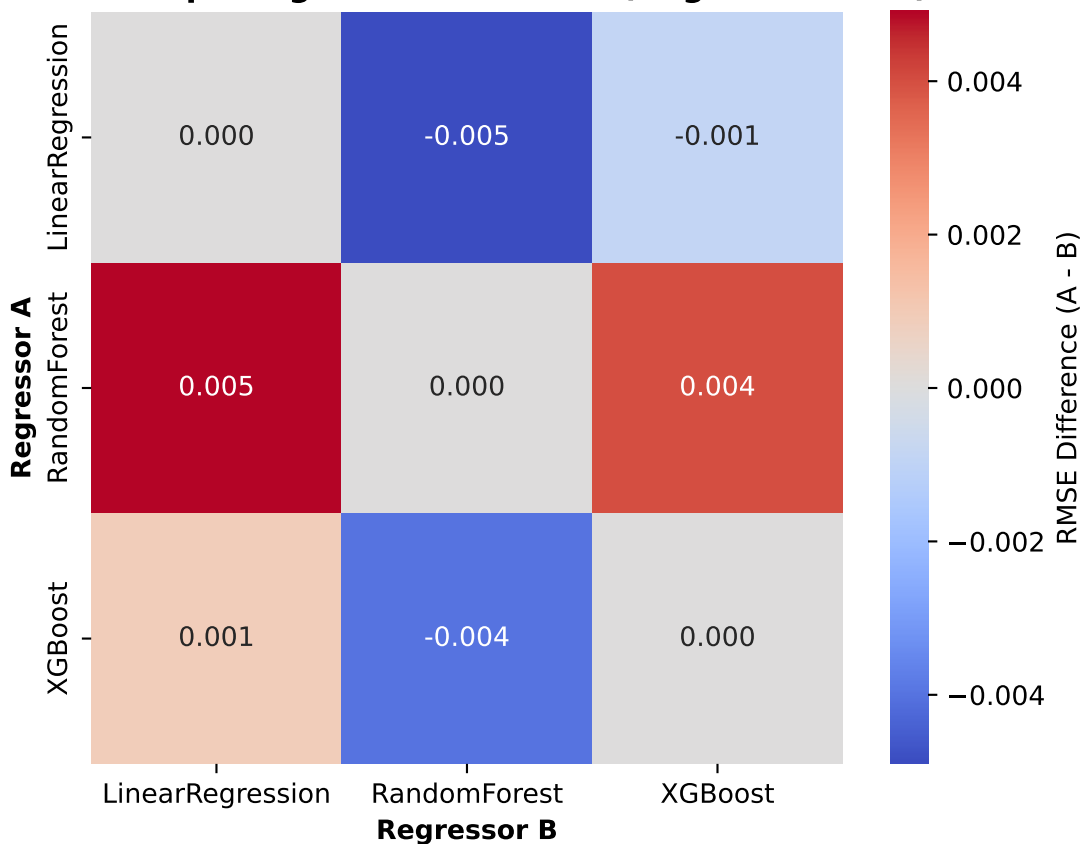 LinearRegression
0.000
-0.005
-0.001
RandomForest
0.005
0.000
0.004
XGBoost
0.001
-0.004
0.000
Regressor A
LinearRegression
RandomForest
XGBoost
Regressor B
0.004
0.002
0.000
−0.002
−0.004
RMSE Difference (A - B)